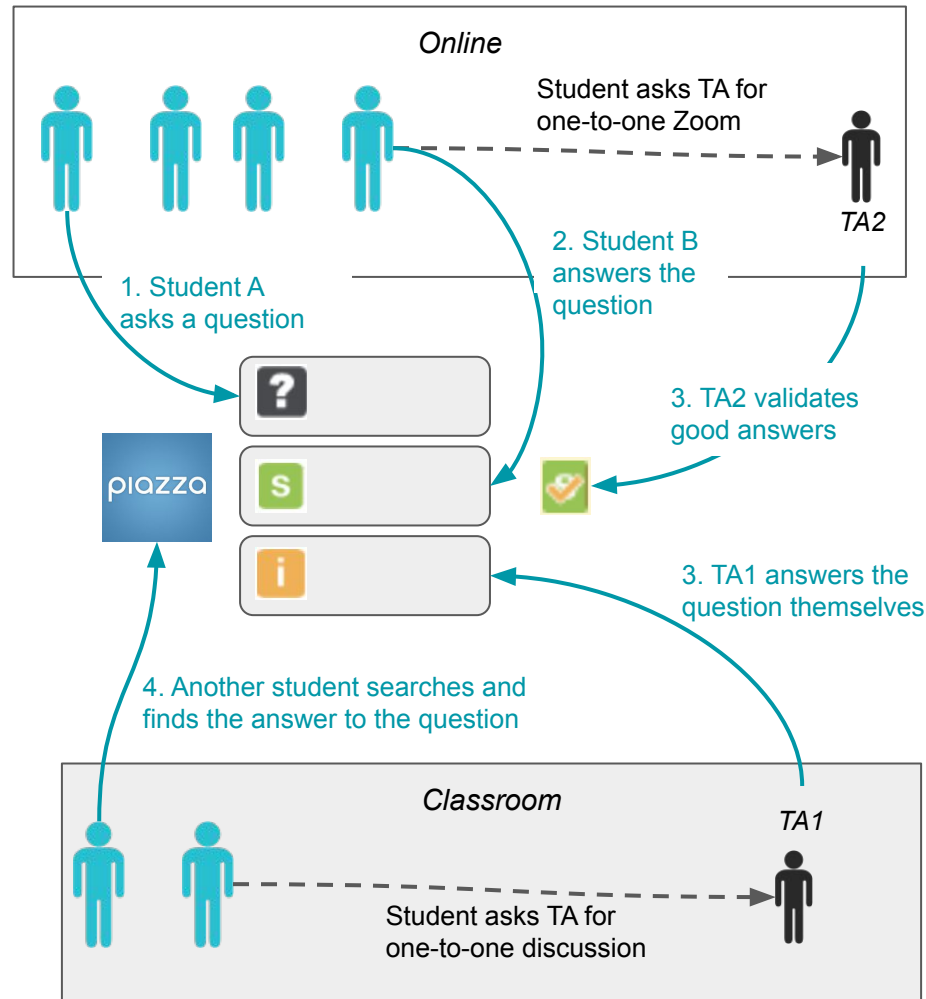 Online
Student asks TA for
one-to-one Zoom
TA2
2. Student B
answers the
question
1. Student A
asks a question
?
3. TA2 validates
good answers
piazza
S
i
3. TA1 answers the
question themselves
4. Another student searches and
finds the answer to the question
Classroom
TA1
Student asks TA for
one-to-one discussion